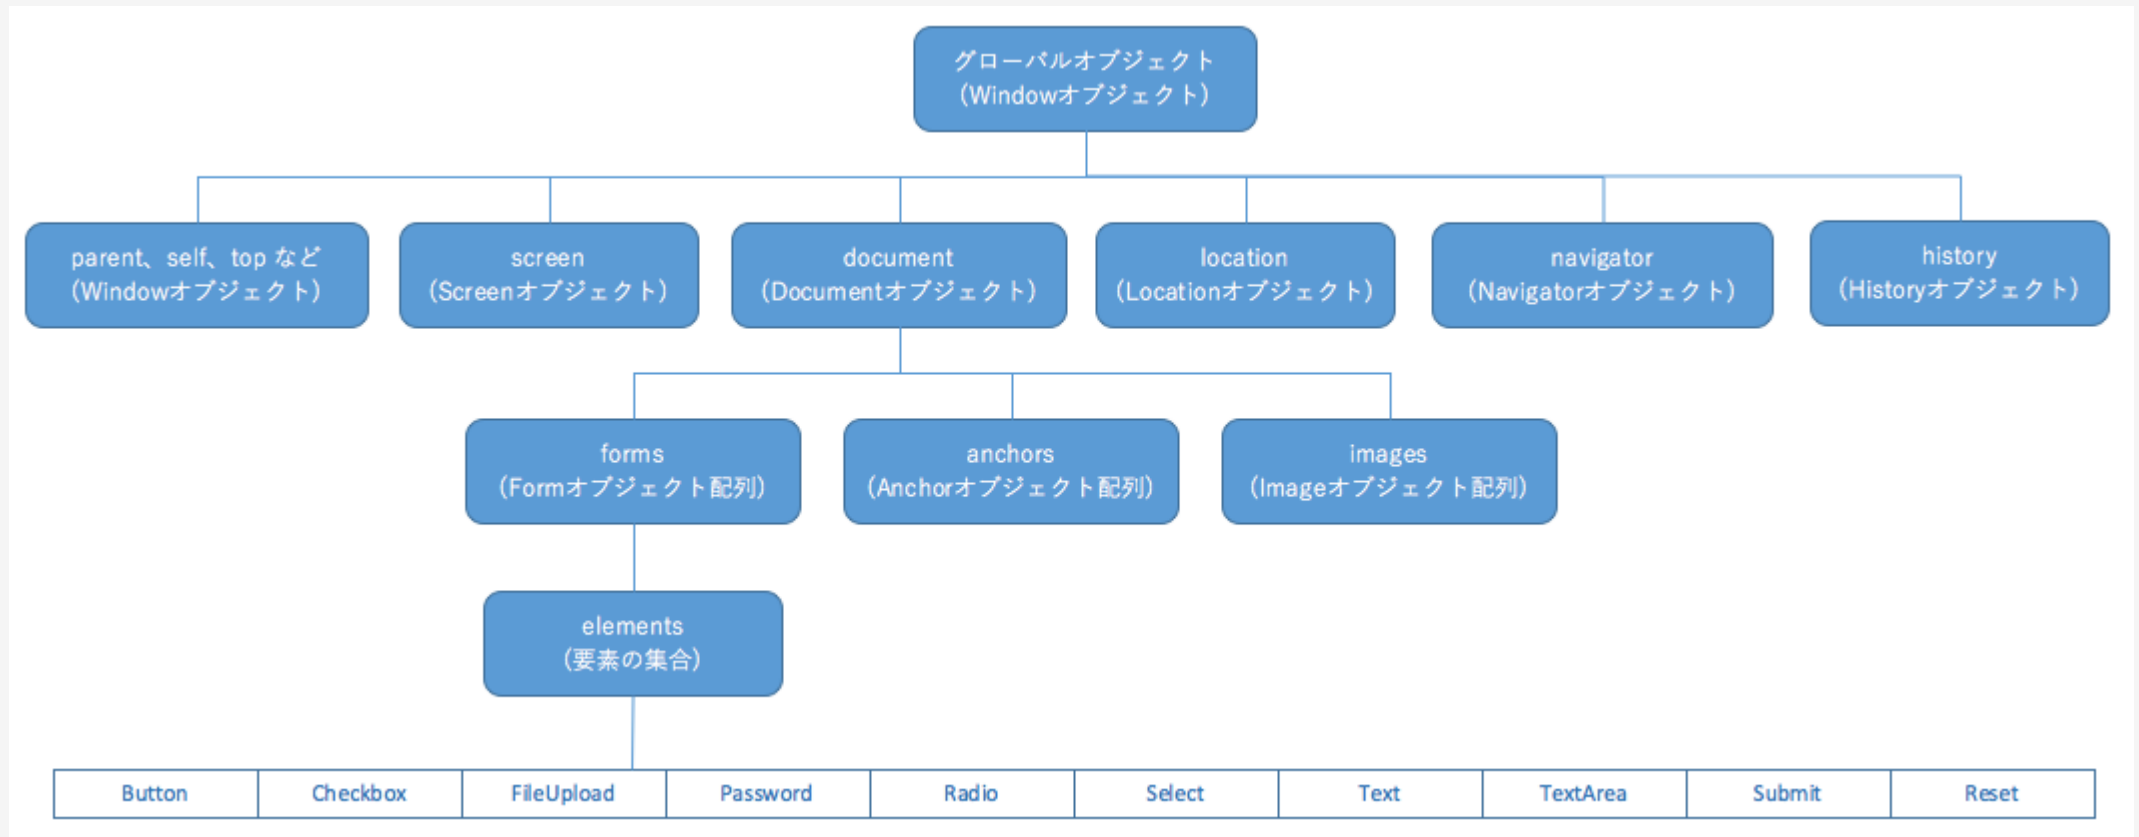 グローバルオブジェクト
（Windowオブジェクト）
parent、self、top など
（Windowオブジェクト）
screen
（Screenオブジェクト）
document
（Documentオブジェクト）
location
（Locationオブジェクト）
navigator
（Navigatorオブジェクト）
history
（Historyオブジェクト）
forms
（Formオブジェクト配列）
anchors
（Anchorオブジェクト配列）
images
（Imageオブジェクト配列）
elements
（要素の集合）
Button
Checkbox
FileUpload
Password
Radio
Select
Text
TextArea
Submit
Reset